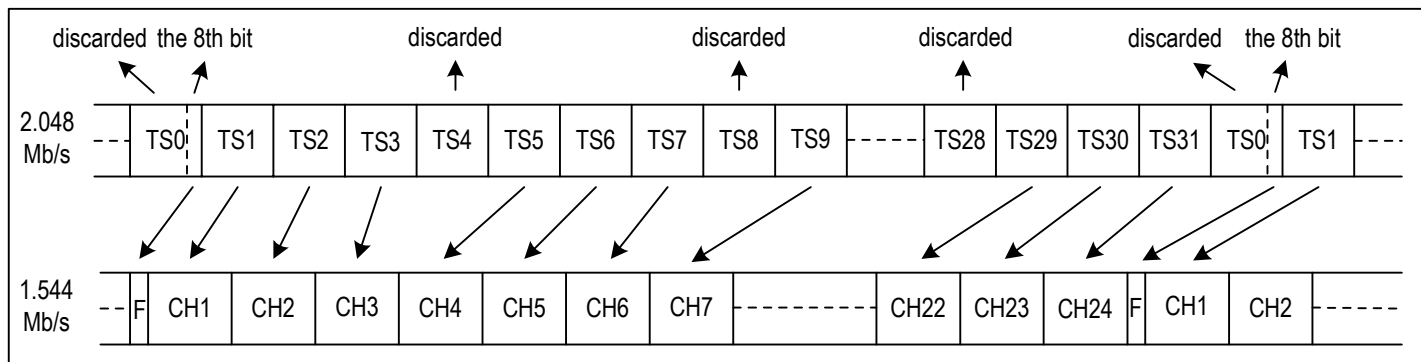 discarded the 8th bit discarded discarded discarded discarded the 8th bit
2.048 Mb/s TS0 TS1 TS2 TS3 TS4 TS5 TS6 TS7 TS8 TS9 TS28 TS29 TS30 TS31 TS0 TS1
1.544 Mb/s F CH1 CH2 CH3 CH4 CH5 CH6 CH7 CH22 CH23 CH24 F CH1 CH2